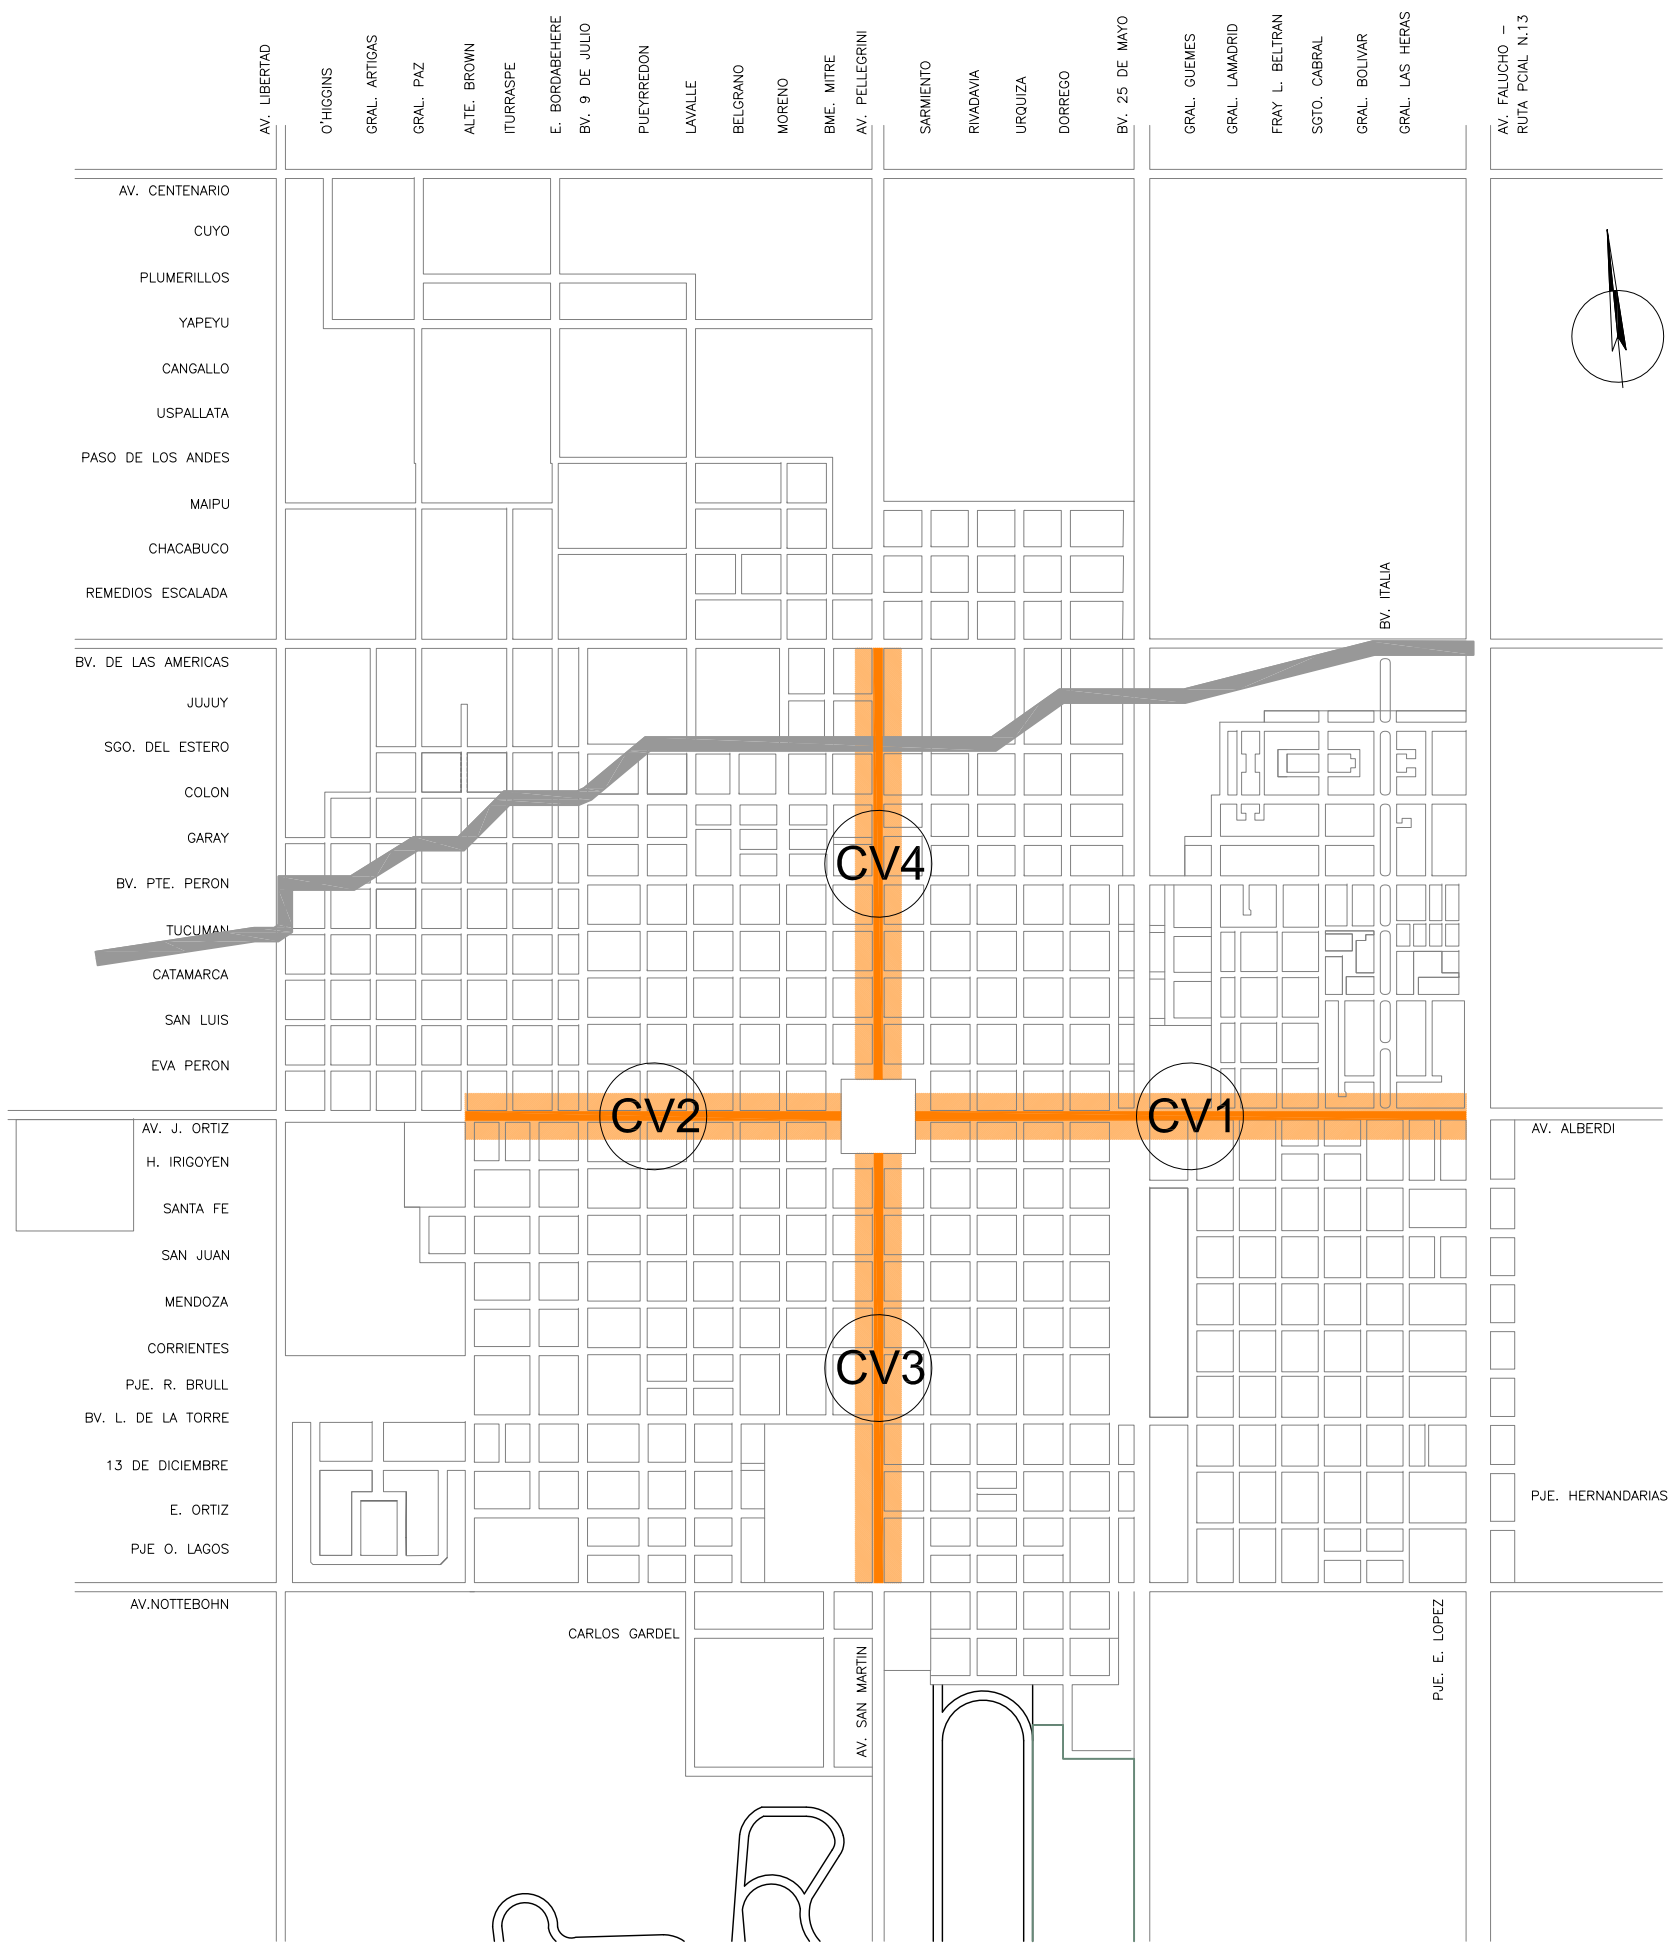 AV. LIBERTAD
O'HIGGINS
GRAL. ARTIGAS
GRAL. PAZ
ALTE. BROWN
ITURRASPE
E. BORDABEHERE
BV. 9 DE JULIO
PUEYRREDON
LAVALLE
BELGRANO
MORENO
BME. MITRE
AV. PELLEGRINI
SARMIENTO
RIVADAVIA
URQUIZA
DORREGO
BV. 25 DE MAYO
GRAL. GUEMES
GRAL. LAMADRID
FRAY L. BELTRAN
SGTO. CABRAL
GRAL. BOLIVAR
GRAL. LAS HERAS
AV. FALUCHO –
RUTA PCIAL N.13
AV. CENTENARIO
CUYO
PLUMERILLOS
YAPEYU
CANGALLO
USPALLATA
PASO DE LOS ANDES
MAIPU
CHACABUCO
REMEDIOS ESCALADA
BV. ITALIA
BV. DE LAS AMERICAS
JUJUY
SGO. DEL ESTERO
COLON
GARAY
CV4
BV. PTE. PERON
TUCUMAN
CATAMARCA
SAN LUIS
EVA PERON
CV2
CV1
AV. J. ORTIZ
AV. ALBERDI
H. IRIGOYEN
SANTA FE
SAN JUAN
MENDOZA
CORRIENTES
CV3
PJE. R. BRULL
BV. L. DE LA TORRE
13 DE DICIEMBRE
PJE. HERNANDARIAS
E. ORTIZ
PJE O. LAGOS
AV.NOTTEBOHN
CARLOS GARDEL
AV. SAN MARTIN
PJE. E. LOPEZ